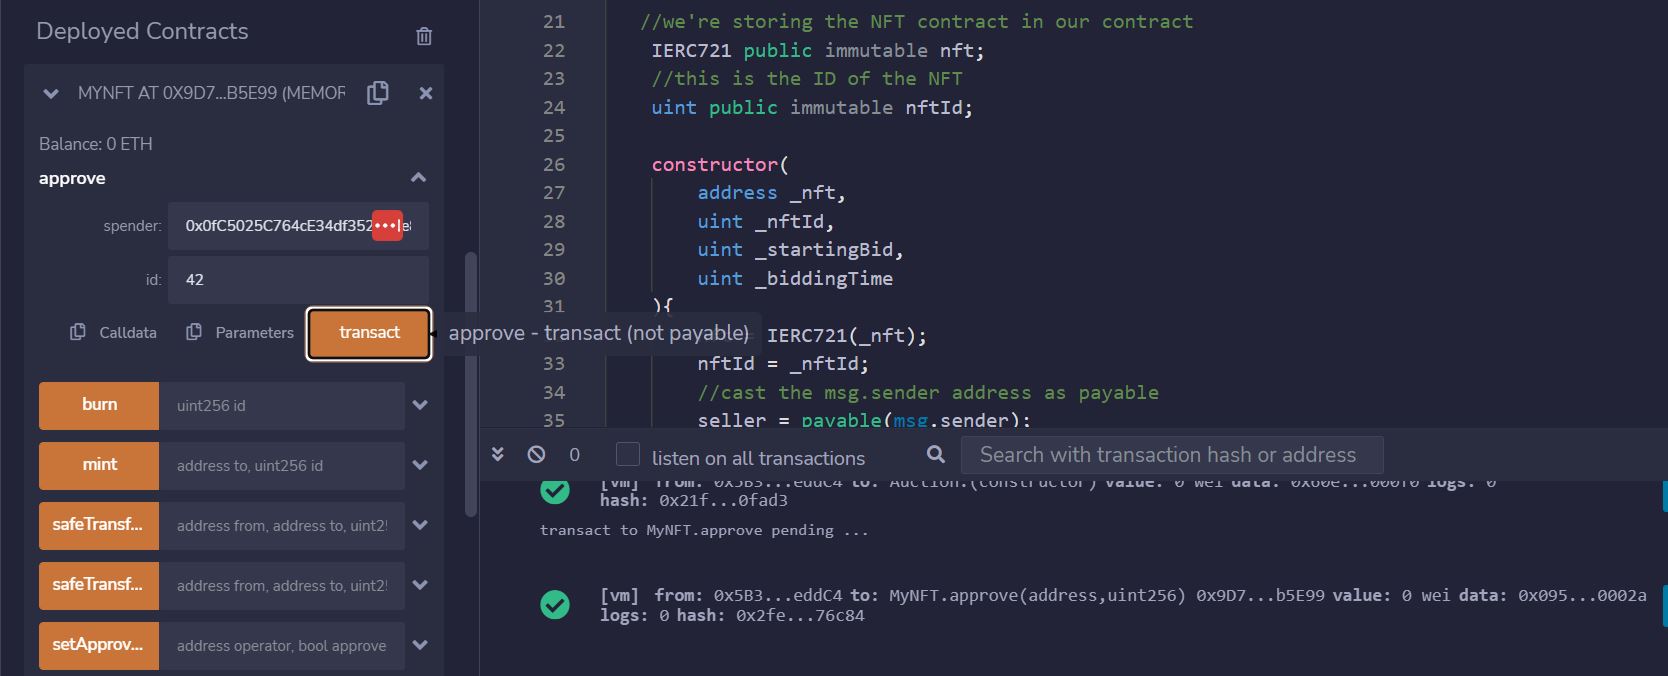 Deployed Contracts
MYNFT AT 0X9D7...B5E99 (MEMOR
Balance: 0 ETH
approve
spender: 0x0fC5025C764cE34df352
id: 42
Calldata Parameters transact
approve - transact (not payable)
burn uint256 id
mint address to, uint256 id
safeTransf... address from, address to, uint25
safeTransf... address from, address to, uint25
setApprov... address operator, bool approve
21 //we're storing the NFT contract in our contract
22 IERC721 public immutable nft;
23 //this is the ID of the NFT
24 uint public immutable nftId;
25
26 constructor(
27 address _nft,
28 uint _nftId,
29 uint _startingBid,
30 uint _biddingTime
31 ){
= IERC721(_nft);
33 nftId = _nftId;
34 //cast the msg.sender address as payable
35 seller = payable(msg.sender);
0 listen on all transactions Search with transaction hash or address
[vm] from: 0x5B3...eddC4 to: Auction.(constructor) value: 0 wei data: 0x60e...000f0 logs: 0
hash: 0x21f...0fad3
transact to MyNFT.approve pending ...
[vm] from: 0x5B3...eddC4 to: MyNFT.approve(address,uint256) 0x9D7...b5E99 value: 0 wei data: 0x095...0002a
logs: 0 hash: 0x2fe...76c84